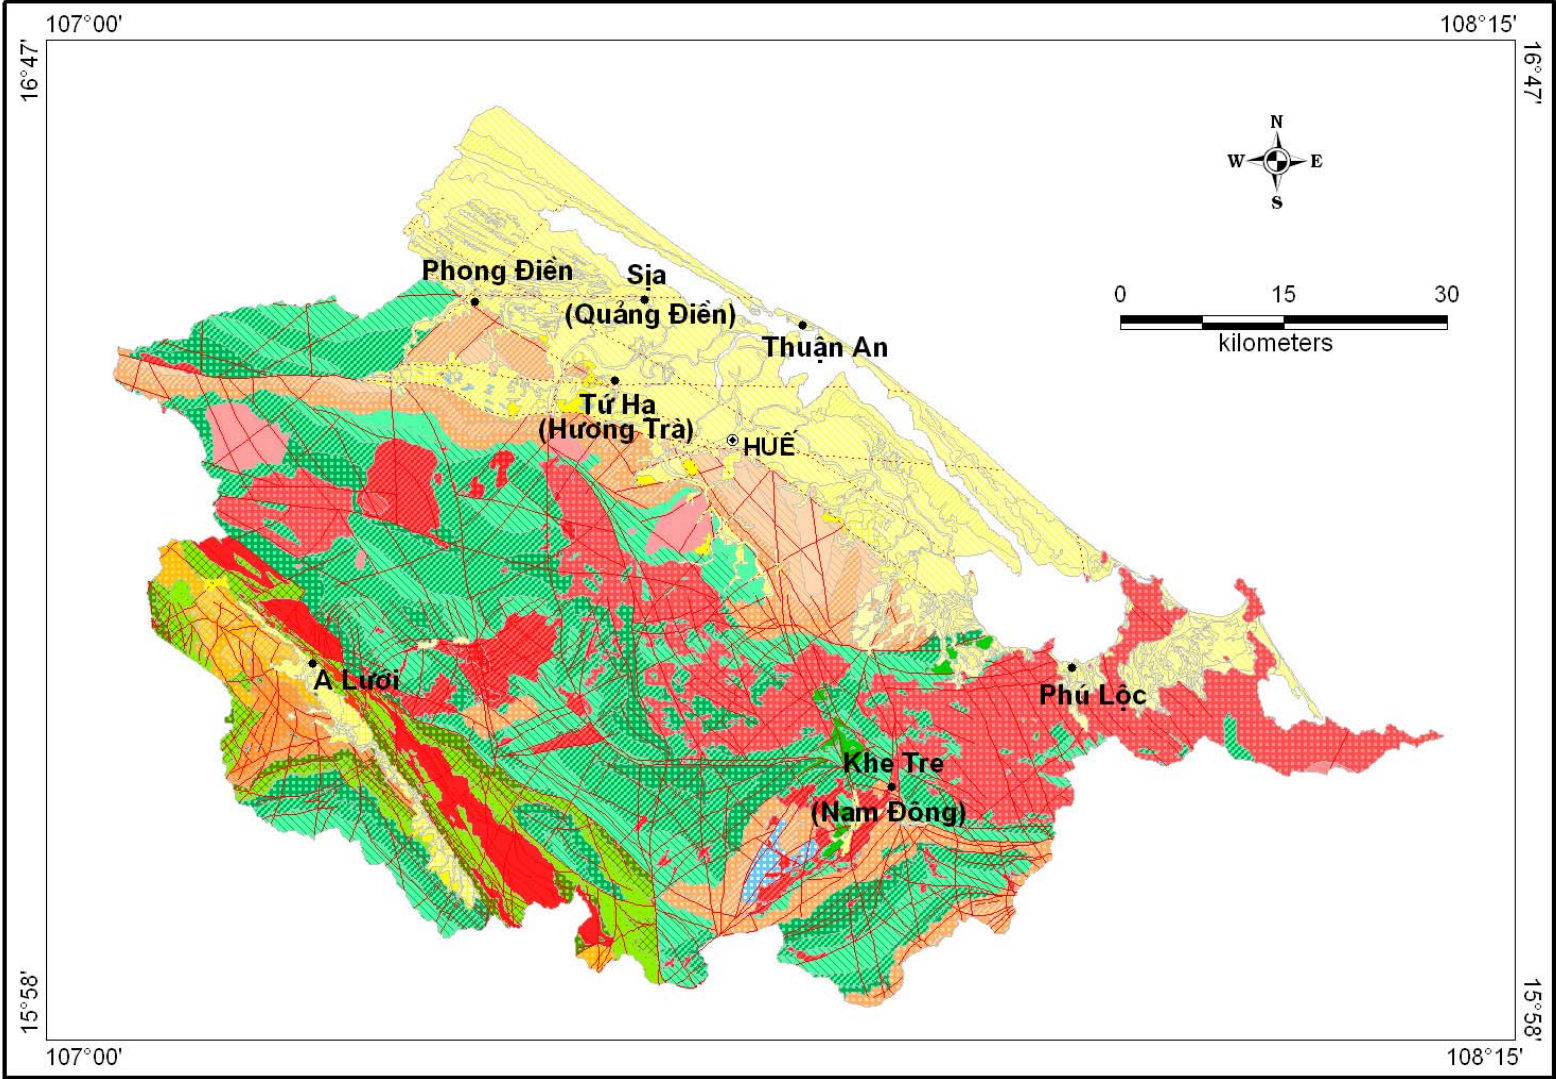 107°00'
108°15'
16°47'
16°47'
N
W E
S
Phong Điền
Sịa
(Quảng Điền)
0 15 30
kilometers
Thuận An
Tứ Hạ
(Hương Trà)
HUẾ
A Lưới
Phú Lộc
Khe Tre
(Nam Đông)
15°58'
15°58'
107°00'
108°15'